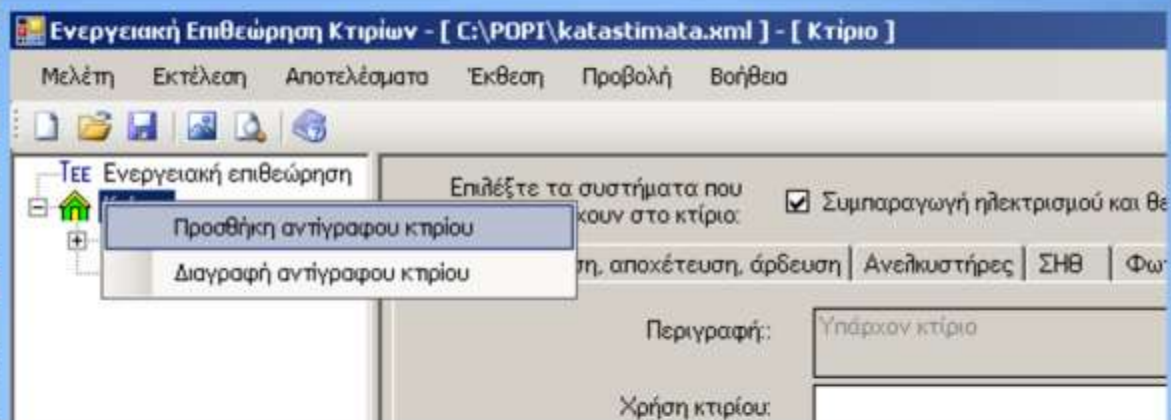 Ενεργειακή Επιθεώρηση Κτιρίων - [ C:\POPI\katastimata.xml ] - [ Κτίριο ]
Μελέτη Εκτέλεση Αποτελέσματα Έκθεση Προβολή Βοήθεια
ΤΕΕ Ενεργειακή επιθεώρηση
Επιλέξτε τα συστήματα που
κουν στο κτίριο:
Συμπαραγωγή ηλεκτρισμού και θε
Προσθήκη αντίγραφου κτιρίου
Διαγραφή αντίγραφου κτιρίου
ση, αποχέτευση, άρδευση Ανελκυστήρες ΣΗΘ Φω
Περιγραφή::
Υπάρχον κτίριο
Χρήση κτιρίου: